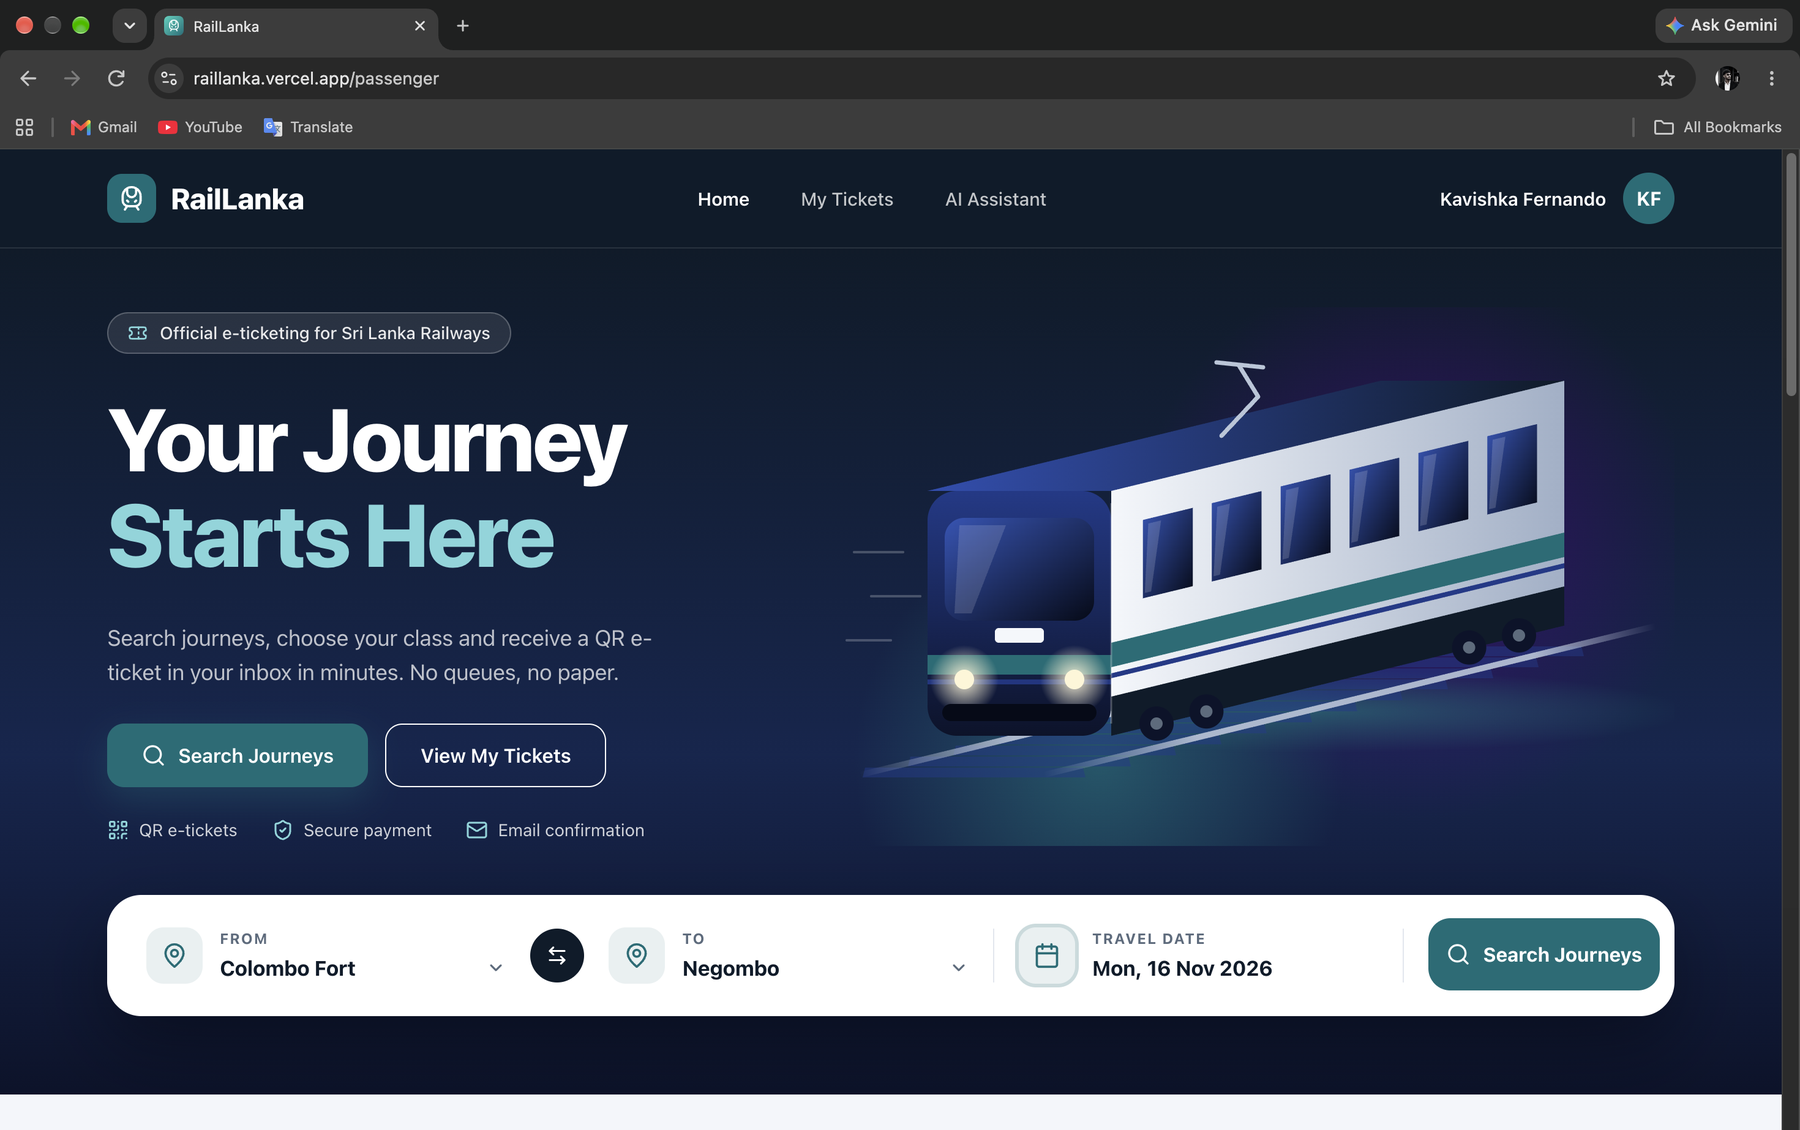 RailLanka
Ask Gemini
raillanka.vercel.app/passenger
Gmail
YouTube
Translate
All Bookmarks
RailLanka
Home
My Tickets
AI Assistant
Kavishka Fernando
KF
Official e-ticketing for Sri Lanka Railways
Your Journey
Starts Here
Search journeys, choose your class and receive a QR e-
ticket in your inbox in minutes. No queues, no paper.
Search Journeys
View My Tickets
QR e-tickets
Secure payment
Email confirmation
FROM
Colombo Fort
TO
Negombo
TRAVEL DATE
Mon, 16 Nov 2026
Search Journeys